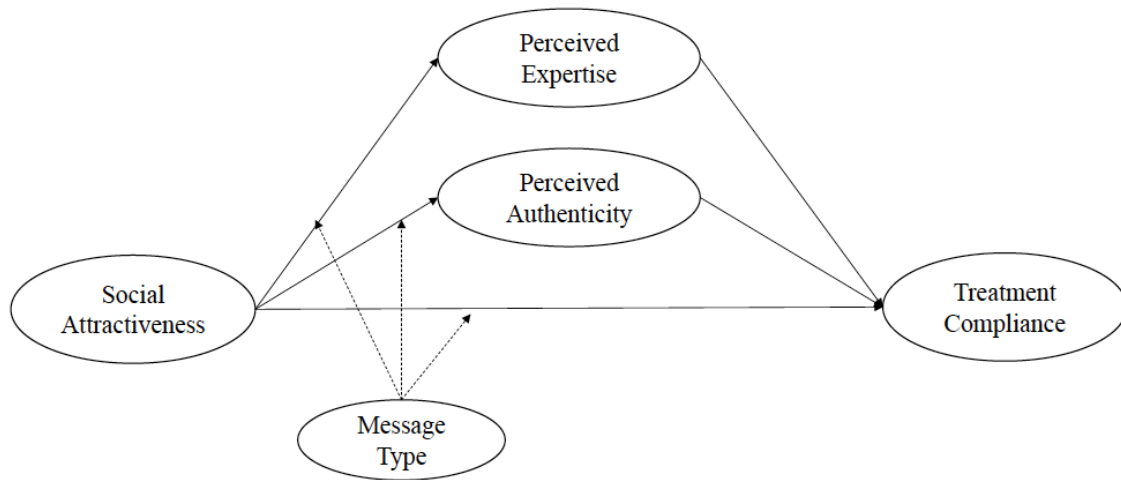 Perceived
Expertise
Perceived
Authenticity
Social
Attractiveness
Treatment
Compliance
Message
Type